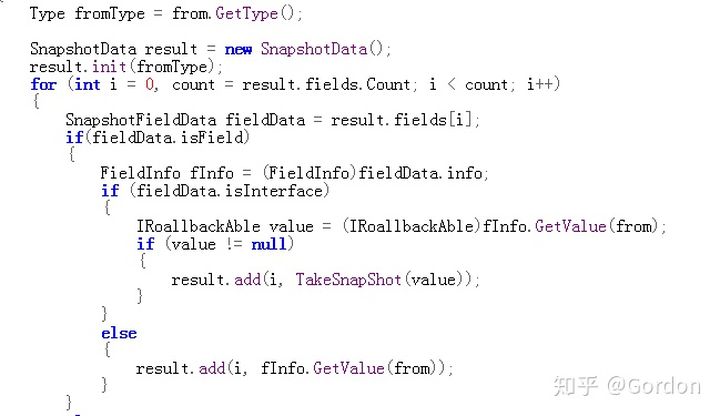 Type fromType = from.GetType();
SnapshotData result = new SnapshotData();
result.init(fromType);
for (int i = 0, count = result.fields.Count; i < count; i++)
{
    SnapshotFieldData fieldData = result.fields[i];
    if(fieldData.isField)
    {
        FieldInfo fInfo = (FieldInfo)fieldData.info;
        if (fieldData.isInterface)
        {
            IRoallbackAble value = (IRoallbackAble)fInfo.GetValue(from);
            if (value != null)
            {
                result.add(i, TakeSnapShot(value));
            }
        }
        else
        {
            result.add(i, fInfo.GetValue(from));
        }
    }
知乎 @Gordon